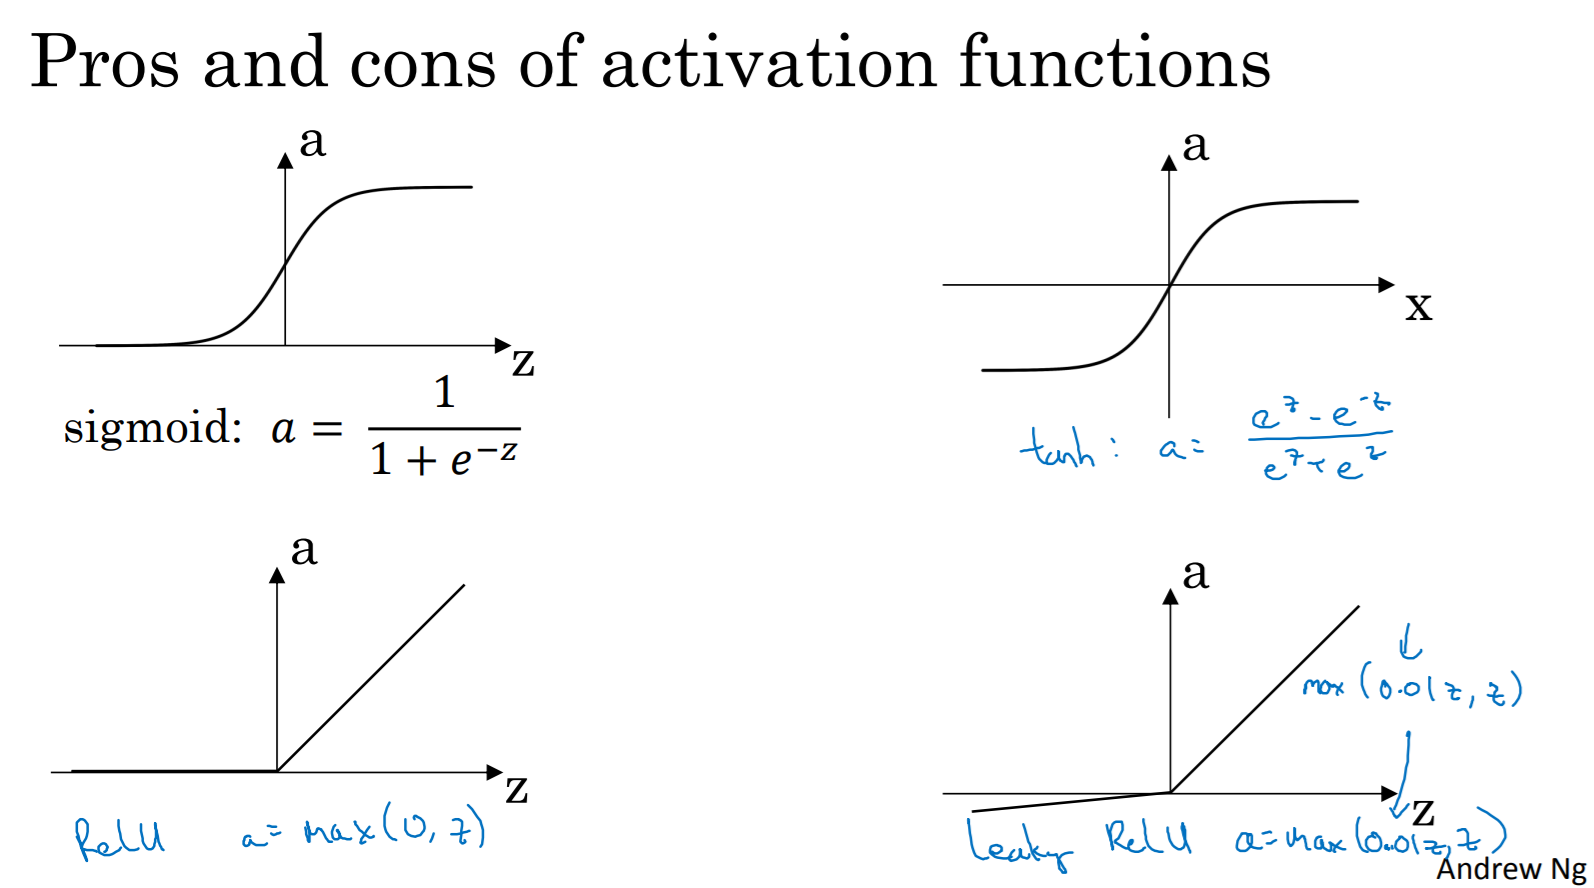 Pros and cons of activation functions
a
z
sigmoid: a = 1 / (1 + e^{-z})
a
x
tanh: a = (e^z - e^{-z}) / (e^z + e^z)
a
z
ReLU a = max(0, z)
a
max(0.01z, z)
z
Leaky ReLU a = max(0.01z, z)
Andrew Ng